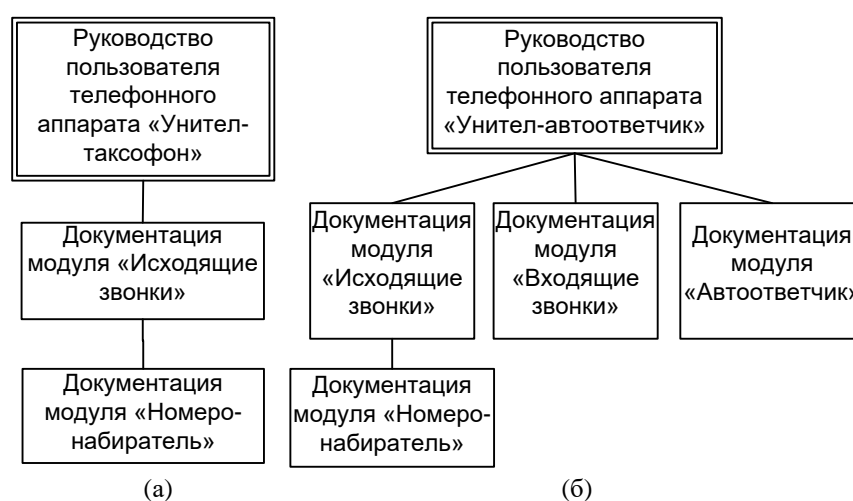 Руководство
пользователя
телефонного
аппарата «Унител-
таксофон»
Документация
модуля «Исходящие
звонки»
Документация
модуля «Номеро-
набиратель»
(а)
Руководство
пользователя
телефонного аппарата
«Унител-автоответчик»
Документация
модуля
«Исходящие
звонки»
Документация
модуля
«Входящие
звонки»
Документация
модуля
«Автоответчик»
Документация
модуля «Номеро-
набиратель»
(б)